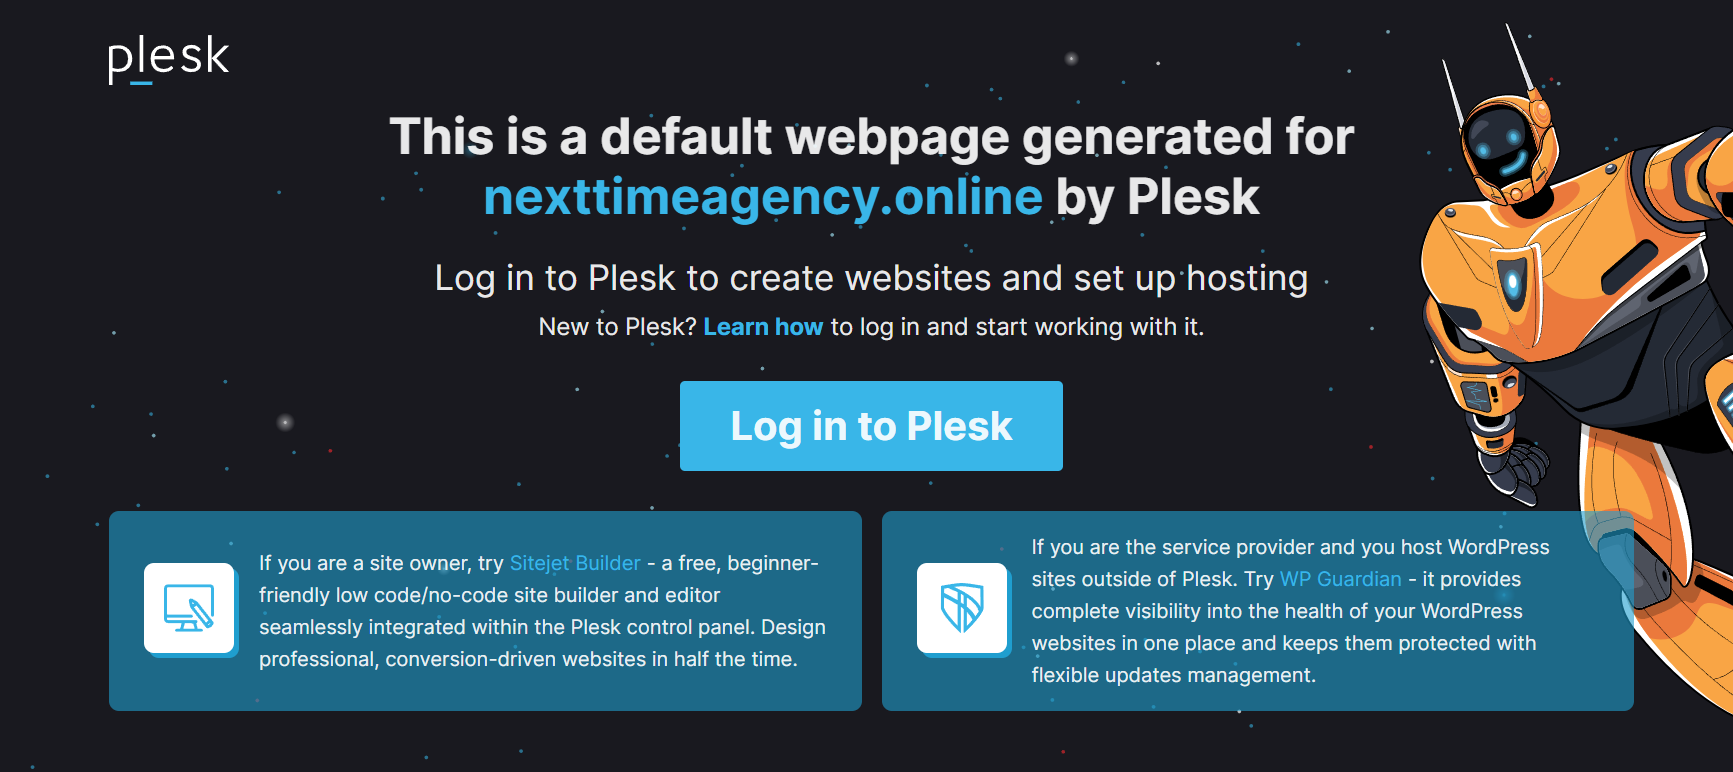 plesk
This is a default webpage generated for
nexttimeagency.online by Plesk
Log in to Plesk to create websites and set up hosting
New to Plesk? Learn how to log in and start working with it.
Log in to Plesk
If you are a site owner, try Sitejet Builder - a free, beginner-
friendly low code/no-code site builder and editor
seamlessly integrated within the Plesk control panel. Design
professional, conversion-driven websites in half the time.
If you are the service provider and you host WordPress
sites outside of Plesk. Try WP Guardian - it provides
complete visibility into the health of your WordPress
websites in one place and keeps them protected with
flexible updates management.